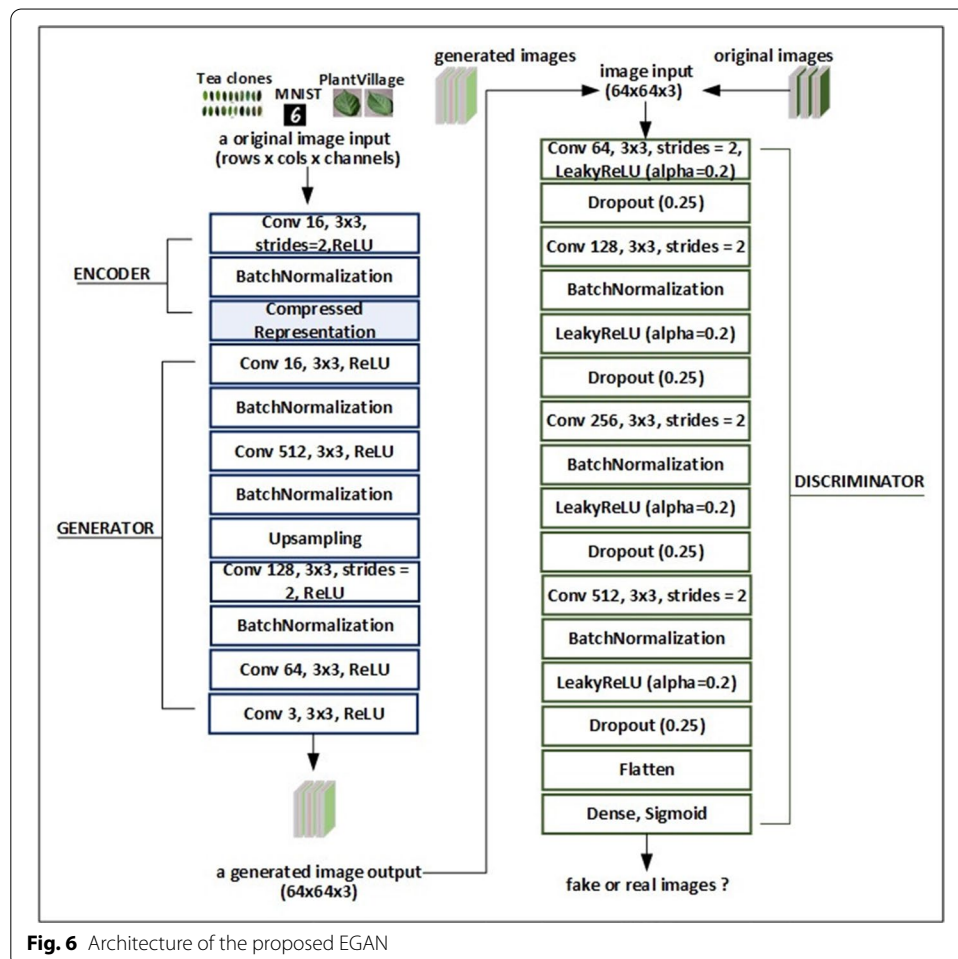 Tea clones
MNIST
6
PlantVillage
a original image input
(rows x cols x channels)
ENCODER
Conv 16, 3x3,
strides=2,ReLU
BatchNormalization
Compressed
Representation
GENERATOR
Conv 16, 3x3, ReLU
BatchNormalization
Conv 512, 3x3, ReLU
BatchNormalization
Upsampling
Conv 128, 3x3, strides =
2, ReLU
BatchNormalization
Conv 64, 3x3, ReLU
Conv 3, 3x3, ReLU
a generated image output
(64x64x3)
generated images
image input
(64x64x3)
original images
Conv 64, 3x3, strides = 2,
LeakyReLU (alpha=0.2)
Dropout (0.25)
Conv 128, 3x3, strides = 2
BatchNormalization
LeakyReLU (alpha=0.2)
Dropout (0.25)
Conv 256, 3x3, strides = 2
BatchNormalization
LeakyReLU (alpha=0.2)
Dropout (0.25)
Conv 512, 3x3, strides = 2
BatchNormalization
LeakyReLU (alpha=0.2)
Dropout (0.25)
Flatten
Dense, Sigmoid
DISCRIMINATOR
fake or real images ?
Fig. 6 Architecture of the proposed EGAN